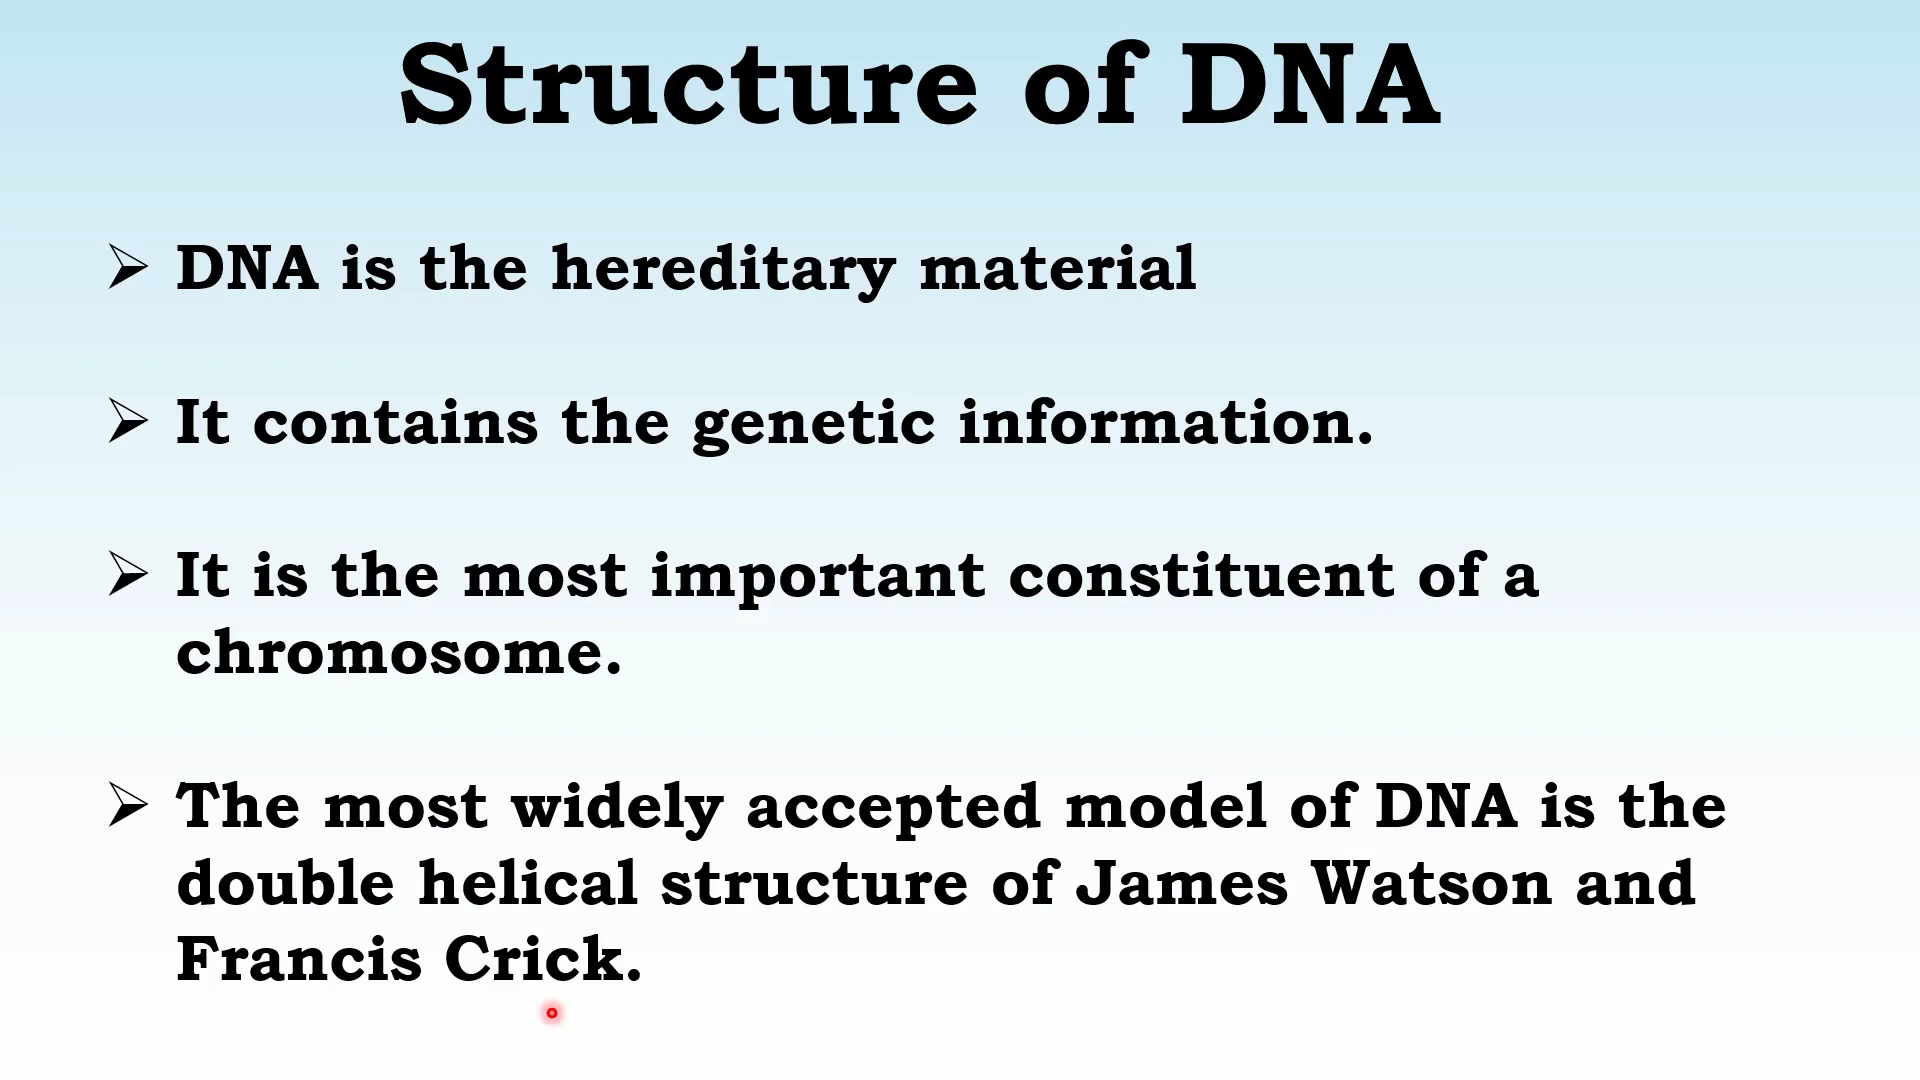 Structure of DNA
➢ DNA is the hereditary material
➢ It contains the genetic information.
➢ It is the most important constituent of a
chromosome.
➢ The most widely accepted model of DNA is the
double helical structure of James Watson and
Francis Crick.